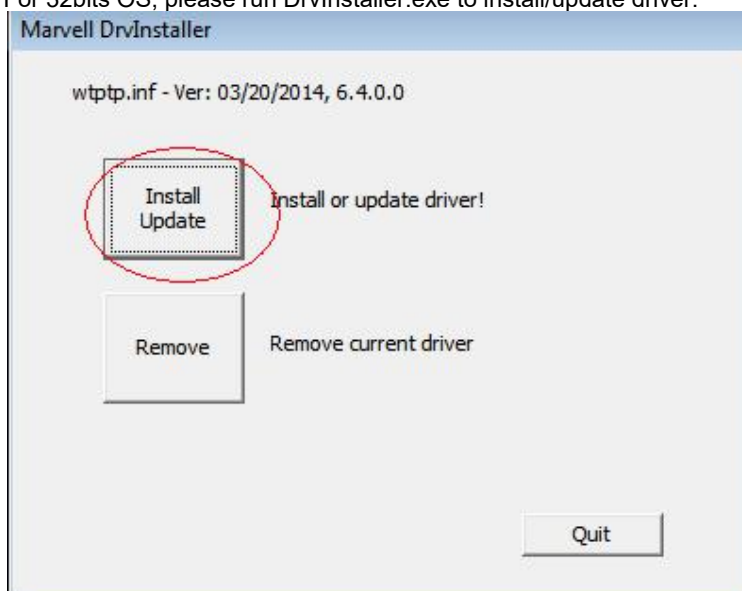 For 32bits OS, please run DrvInstaller.exe to install/update driver.
Marvell DrvInstaller
wtptp.inf - Ver: 03/20/2014, 6.4.0.0
Install
Update
Install or update driver!
Remove
Remove current driver
Quit